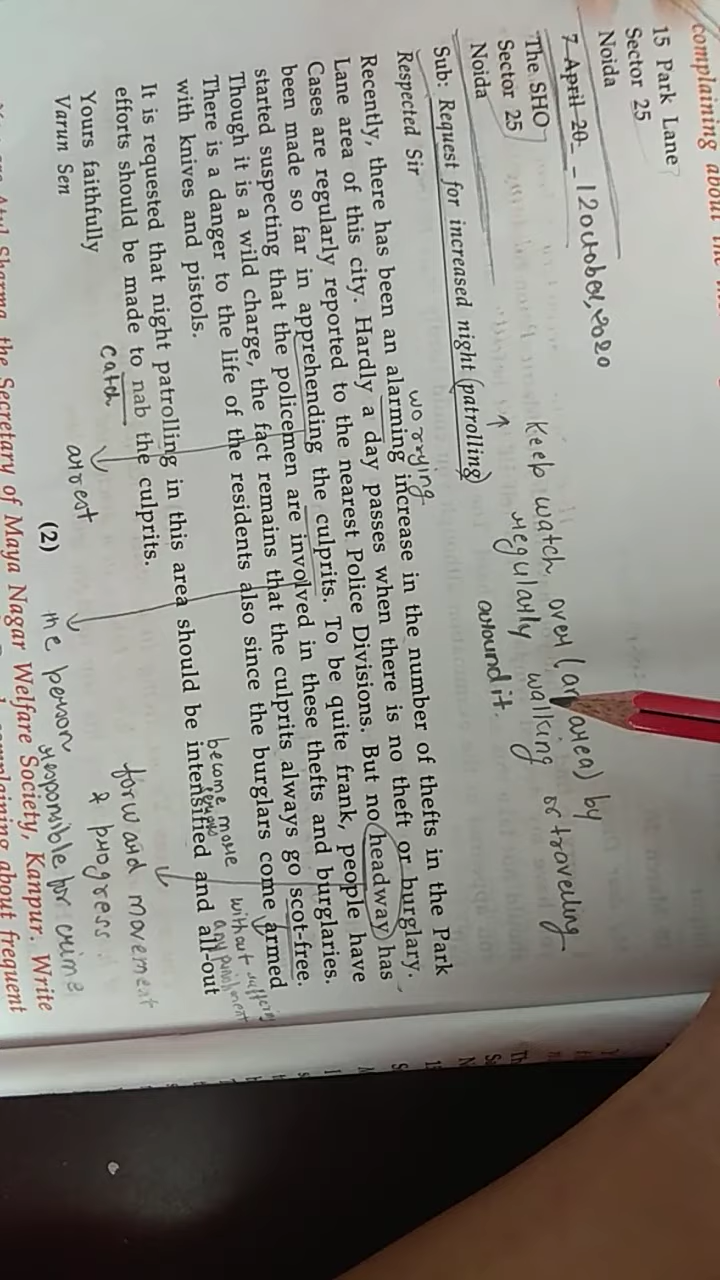 complaining about the
15 Park Lane
Sector 25
Noida
7 April 20- - 12 october, 2020
The SHO
Sector 25
Noida
Keep watch over (an area) by
regularly walking or traveling
around it.
Sub: Request for increased night (patrolling)
Respected Sir
worrying
Recently, there has been an alarming increase in the number of thefts in the Park
Lane area of this city. Hardly a day passes when there is no theft or burglary.
Cases are regularly reported to the nearest Police Divisions. But no headway has
been made so far in apprehending the culprits. To be quite frank, people have
started suspecting that the policemen are involved in these thefts and burglaries.
Though it is a wild charge, the fact remains that the culprits always go scot-free.
There is a danger to the life of the residents also since the burglars come armed
with knives and pistols.
without suffering
any punishment
become more
serious
It is requested that night patrolling in this area should be intensified and all-out
efforts should be made to nab the culprits.
catch
arrest
forward movement
* progress.
Yours faithfully
Varun Sen
(2)
the person
responsible for crime
Atul Sharma, the Secretary of Maya Nagar Welfare Society, Kanpur. Write
complaining about frequent